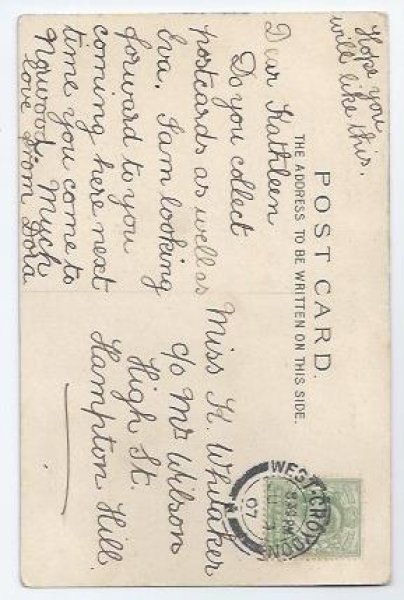 Hope you
will like this.
Dear Kathleen
Do you collect
postcards as well as
Eva. I am looking
forward to you
coming here next
time you come to
Norwood. Much
love from Dora
POST CARD.
THE ADDRESS TO BE WRITTEN ON THIS SIDE.
Miss K. Whitaker
c/o Mrs Wilson
High St.
Hampton Hill
WEST CROYDON
07